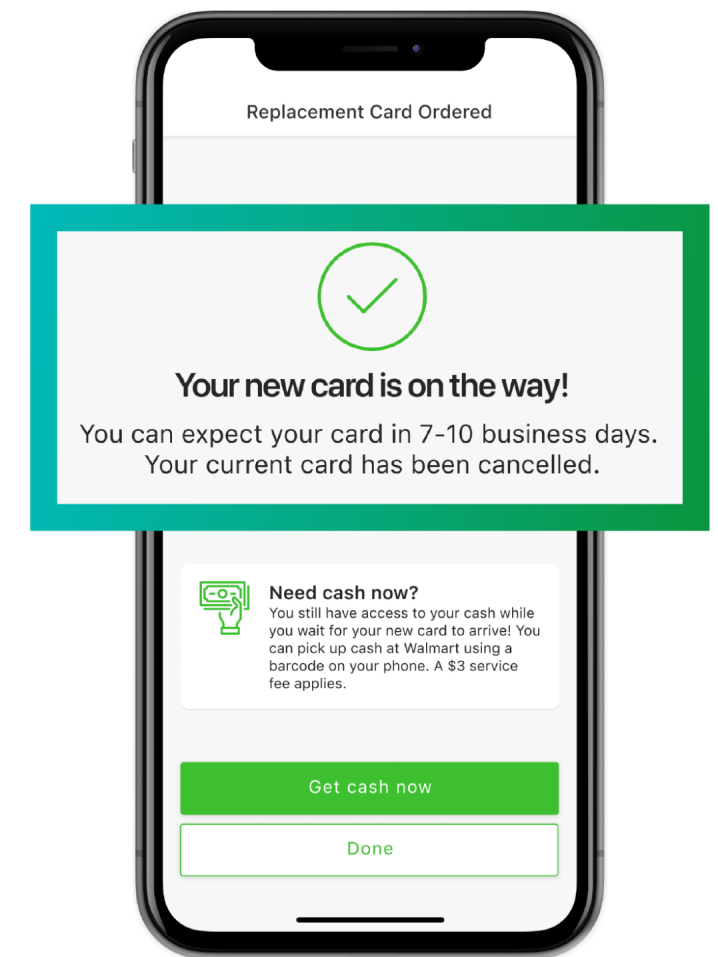 Replacement Card Ordered
Your new card is on the way!
You can expect your card in 7-10 business days.
Your current card has been cancelled.
Need cash now?
You still have access to your cash while
you wait for your new card to arrive! You
can pick up cash at Walmart using a
barcode on your phone. A $3 service
fee applies.
Get cash now
Done